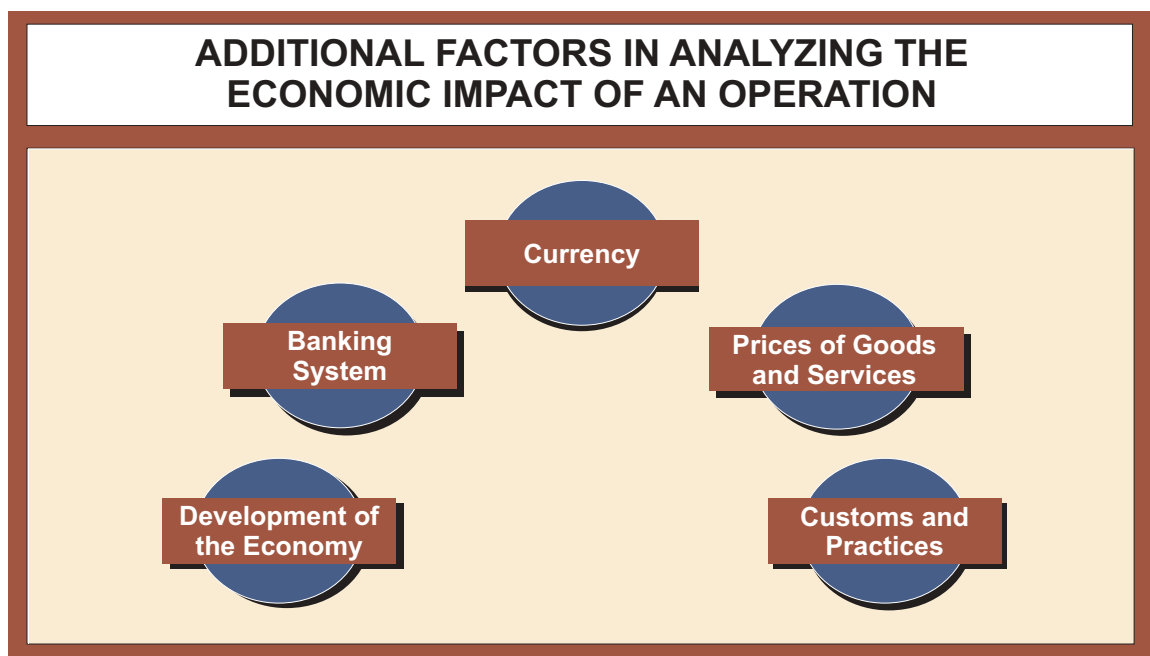 ADDITIONAL FACTORS IN ANALYZING THE
ECONOMIC IMPACT OF AN OPERATION
Currency
Banking
System
Prices of Goods
and Services
Development of
the Economy
Customs and
Practices